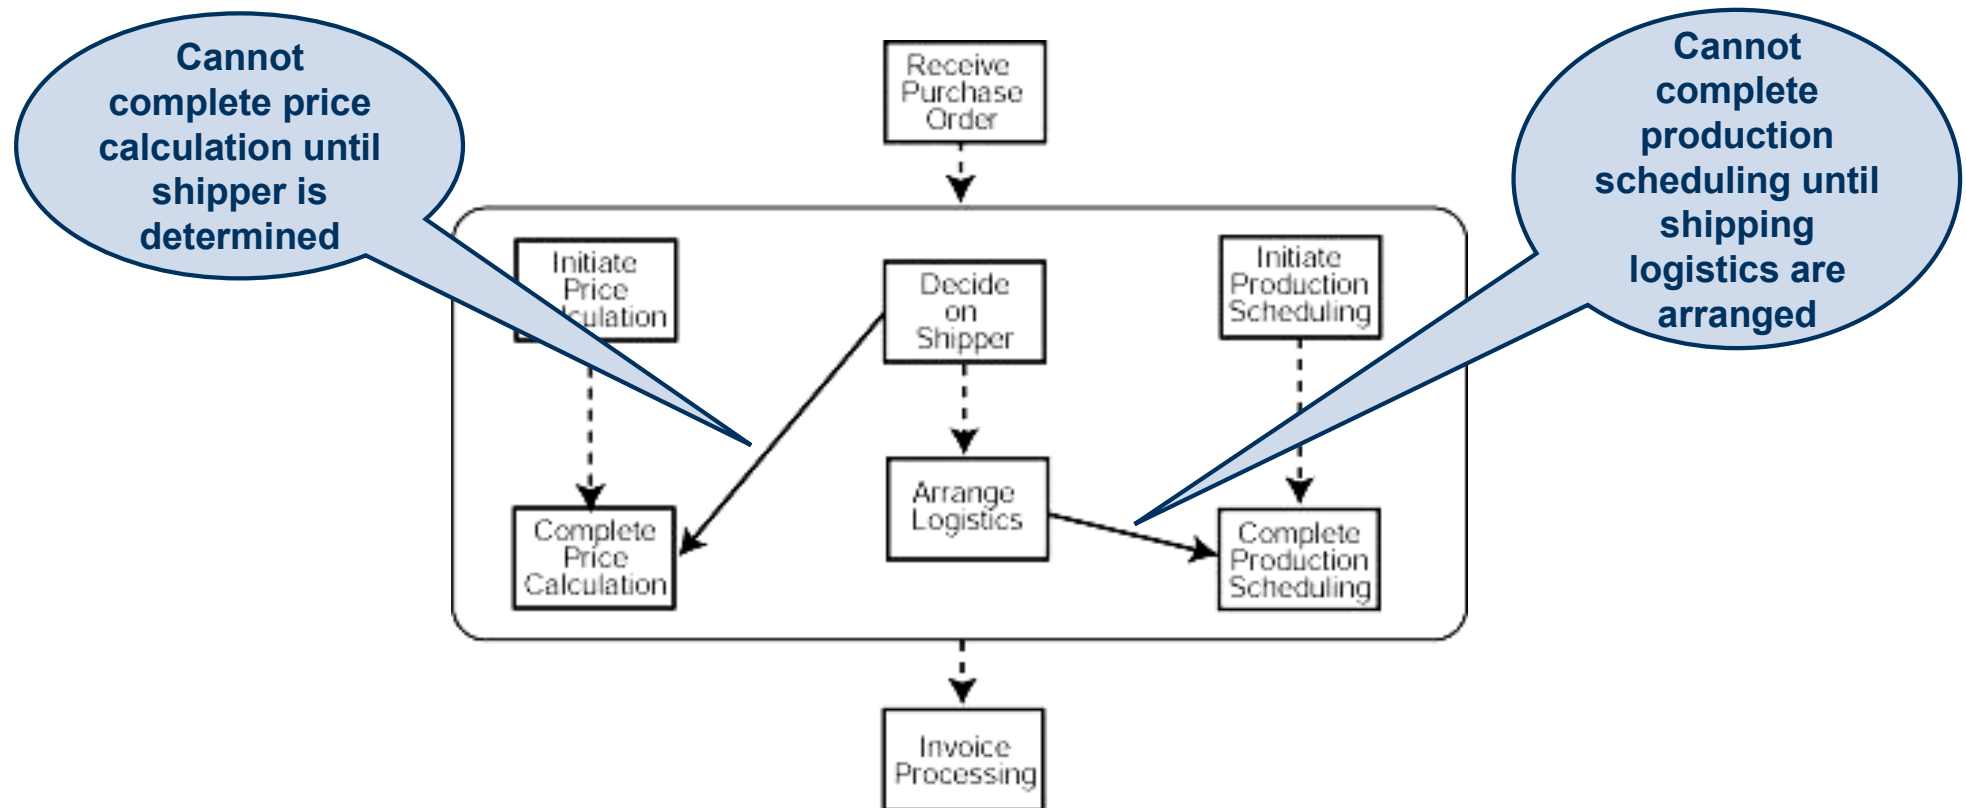 Cannot
complete price
calculation until
shipper is
determined
Receive
Purchase
Order
Cannot
complete
production
scheduling until
shipping
logistics are
arranged
Initiate
Price
culation
Decide
on
Shipper
Initiate
Production
Scheduling
Complete
Price
Calculation
Arrange
Logistics
Complete
Production
Scheduling
Invoice
Processing